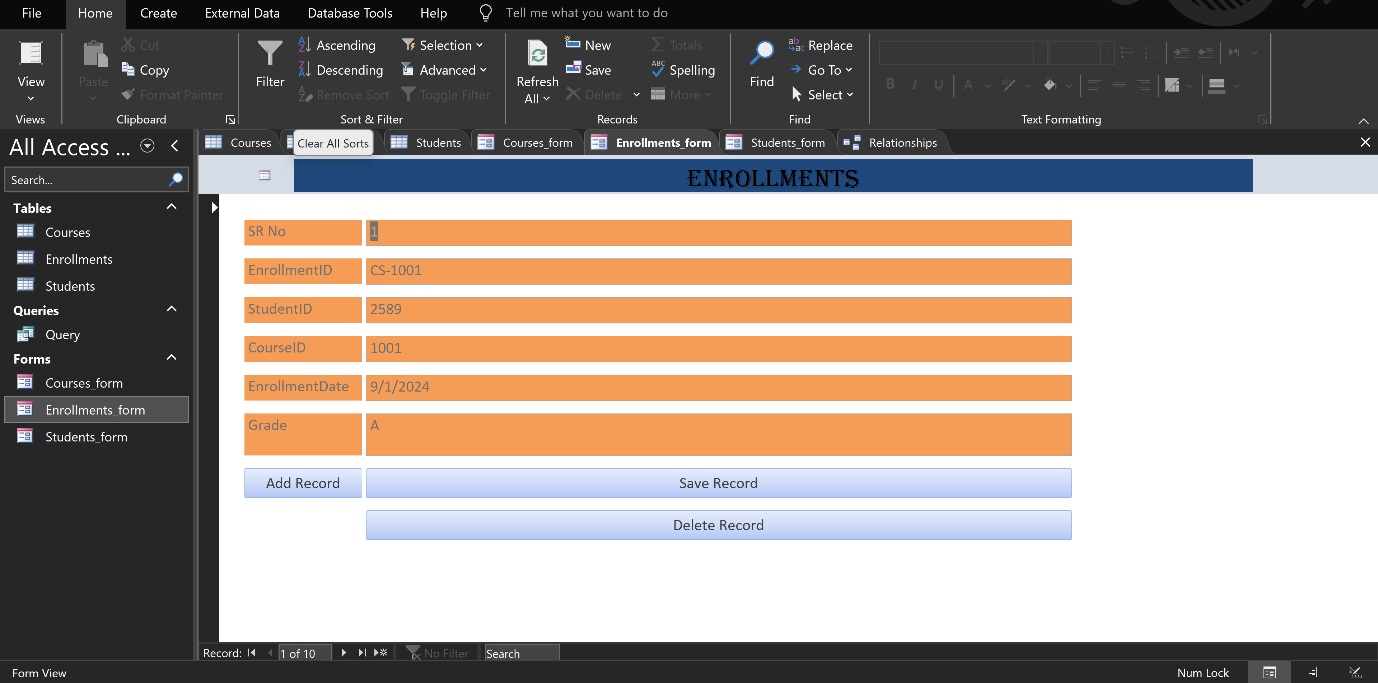 File Home Create External Data Database Tools Help Tell me what you want to do
View
Views
Paste
Cut
Copy
Format Painter
Clipboard
Filter
Ascending
Descending
Remove Sort
Selection
Advanced
Toggle Filter
Sort & Filter
Refresh
All
New
Save
Delete
Totals
Spelling
More
Records
Find
Replace
Go To
Select
Find
B I U A
Text Formatting
All Access ...
Search...
Tables
Courses
Enrollments
Students
Queries
Query
Forms
Courses_form
Enrollments_form
Students_form
Courses Clear All Sorts Students Courses_form Enrollments_form Students_form Relationships
ENROLLMENTS
SR No 1
EnrollmentID CS-1001
StudentID 2589
CourseID 1001
EnrollmentDate 9/1/2024
Grade A
Add Record Save Record
Delete Record
Record: 1 of 10 No Filter Search
Form View Num Lock